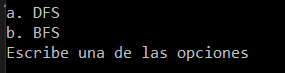 a. DFS
b. BFS
Escribe una de las opciones